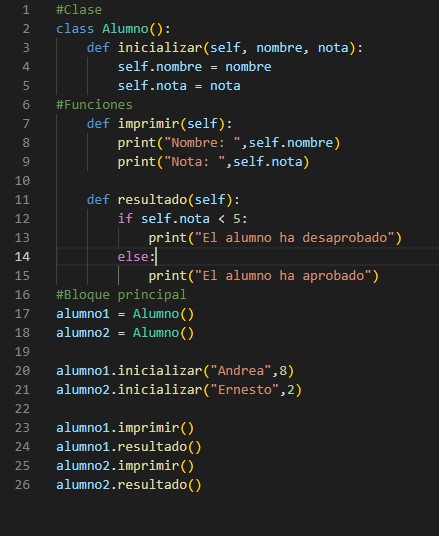 1 #Clase
2 class Alumno():
3     def inicializar(self, nombre, nota):
4         self.nombre = nombre
5         self.nota = nota
6 #Funciones
7     def imprimir(self):
8         print("Nombre: ",self.nombre)
9         print("Nota: ",self.nota)
10
11     def resultado(self):
12         if self.nota < 5:
13             print("El alumno ha desaprobado")
14         else:
15             print("El alumno ha aprobado")
16 #Bloque principal
17 alumno1 = Alumno()
18 alumno2 = Alumno()
19
20 alumno1.inicializar("Andrea",8)
21 alumno2.inicializar("Ernesto",2)
22
23 alumno1.imprimir()
24 alumno1.resultado()
25 alumno2.imprimir()
26 alumno2.resultado()